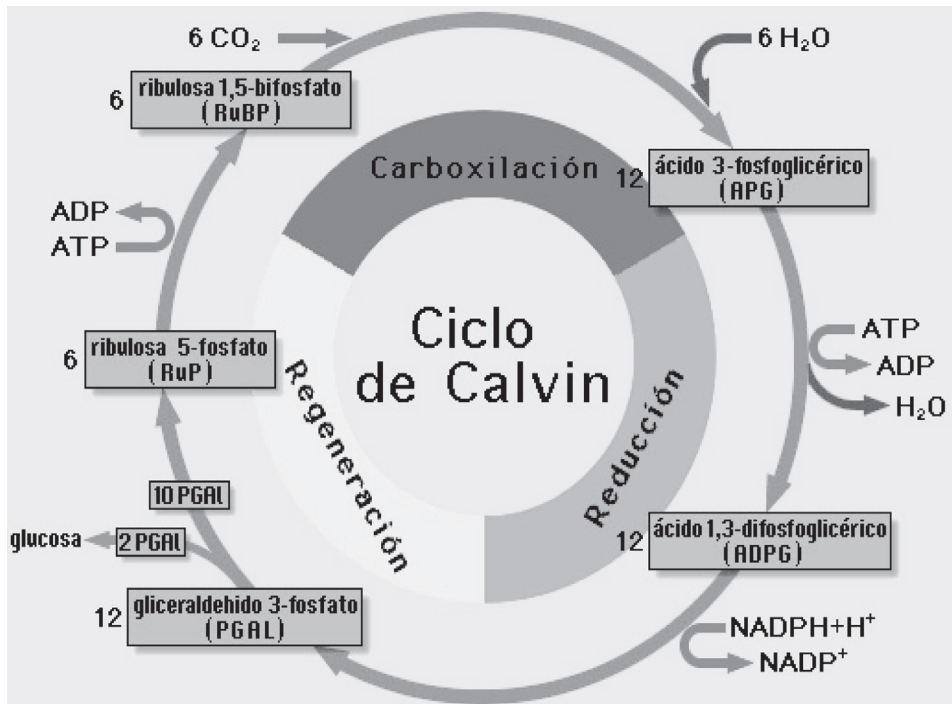 6 CO₂
6 H₂O
6 ribulosa 1,5-bifosfato
(RuBP)
Carboxilación
12 ácido 3-fosfoglicérico
(APG)
ADP
ATP
Ciclo
de Calvin
ATP
ADP
H₂O
6 ribulosa 5-fosfato
(RuP)
Regeneración
Reducción
10 PGAl
glucosa
2 PGAl
12 ácido 1,3-difosfoglicérico
(ADPG)
12 gliceraldehido 3-fosfato
(PGAL)
NADPH+H⁺
NADP⁺